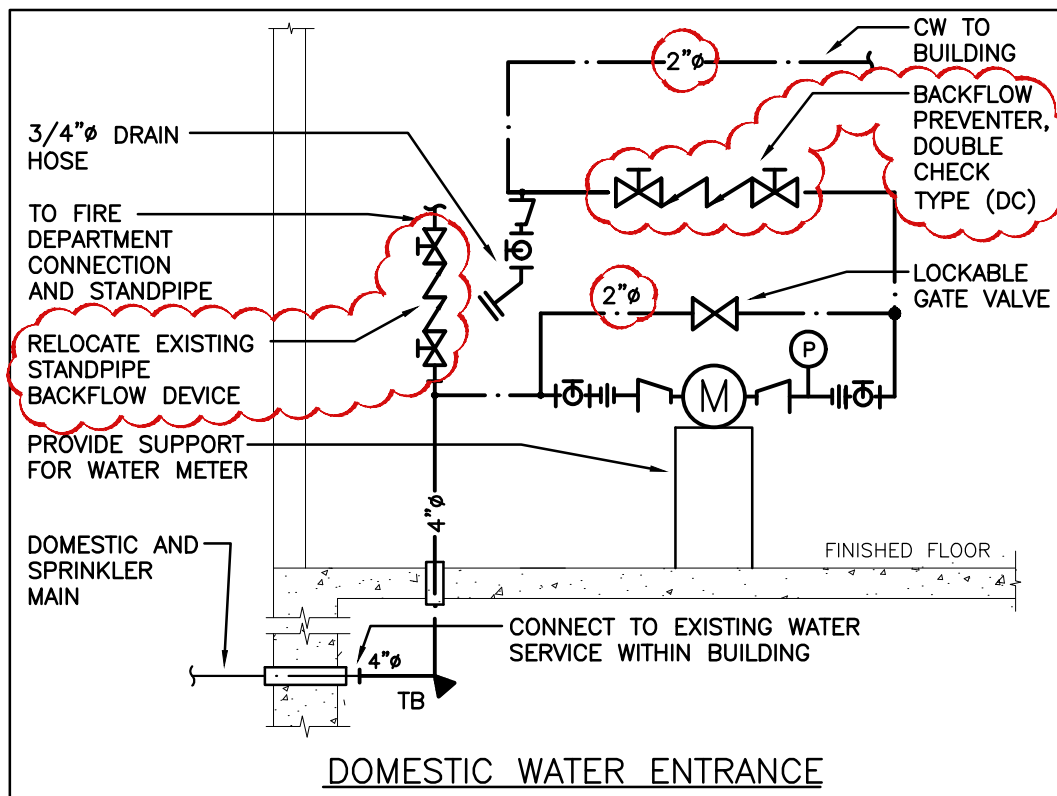 CW TO
BUILDING
2"ø
BACKFLOW
PREVENTER,
DOUBLE
CHECK
TYPE (DC)
3/4"ø DRAIN
HOSE
TO FIRE
DEPARTMENT
CONNECTION
AND STANDPIPE
LOCKABLE
GATE VALVE
2"ø
RELOCATE EXISTING
STANDPIPE
BACKFLOW DEVICE
P
M
PROVIDE SUPPORT
FOR WATER METER
4"ø
DOMESTIC AND
SPRINKLER
MAIN
FINISHED FLOOR
CONNECT TO EXISTING WATER
SERVICE WITHIN BUILDING
4"ø
TB
DOMESTIC WATER ENTRANCE